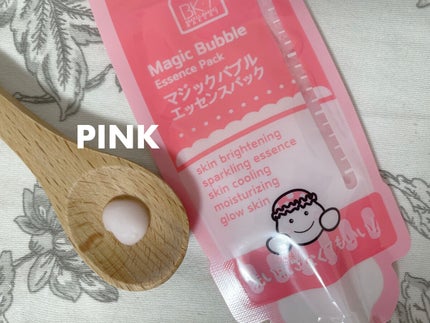 BK
Magic Bubble
Essence Pack
マジックバブル
エッセンスパック
PINK
skin brightening
sparkling essence
skin cooling
moisturizing
glow skin